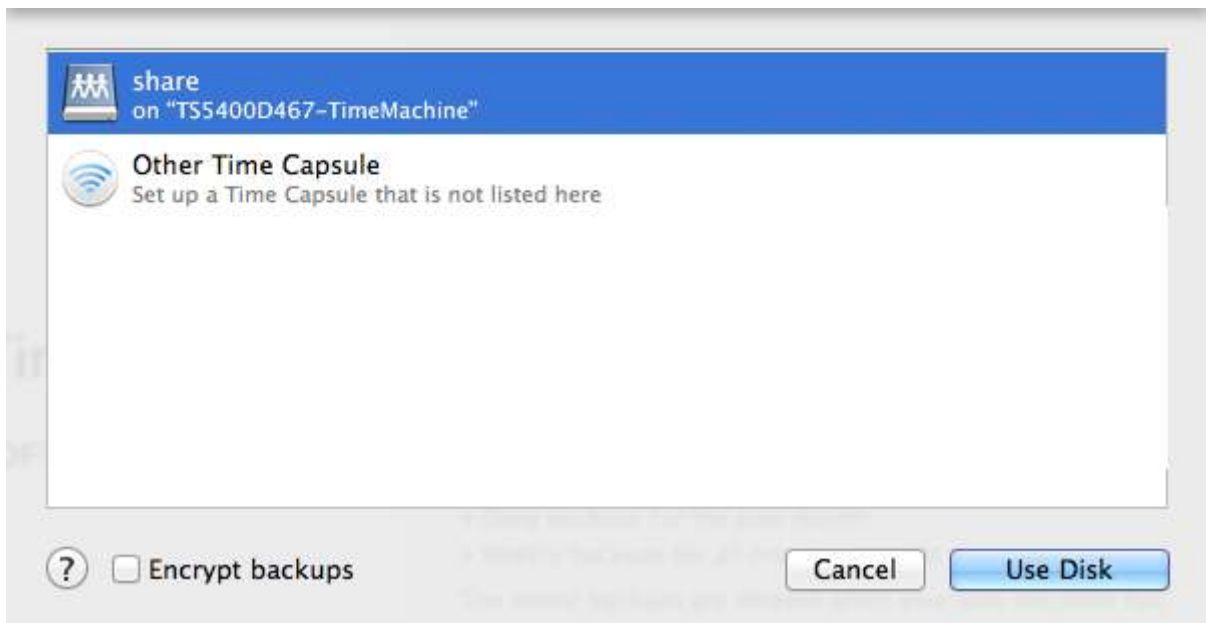 share
on "TS5400D467-TimeMachine"
Other Time Capsule
Set up a Time Capsule that is not listed here
? Encrypt backups Cancel Use Disk